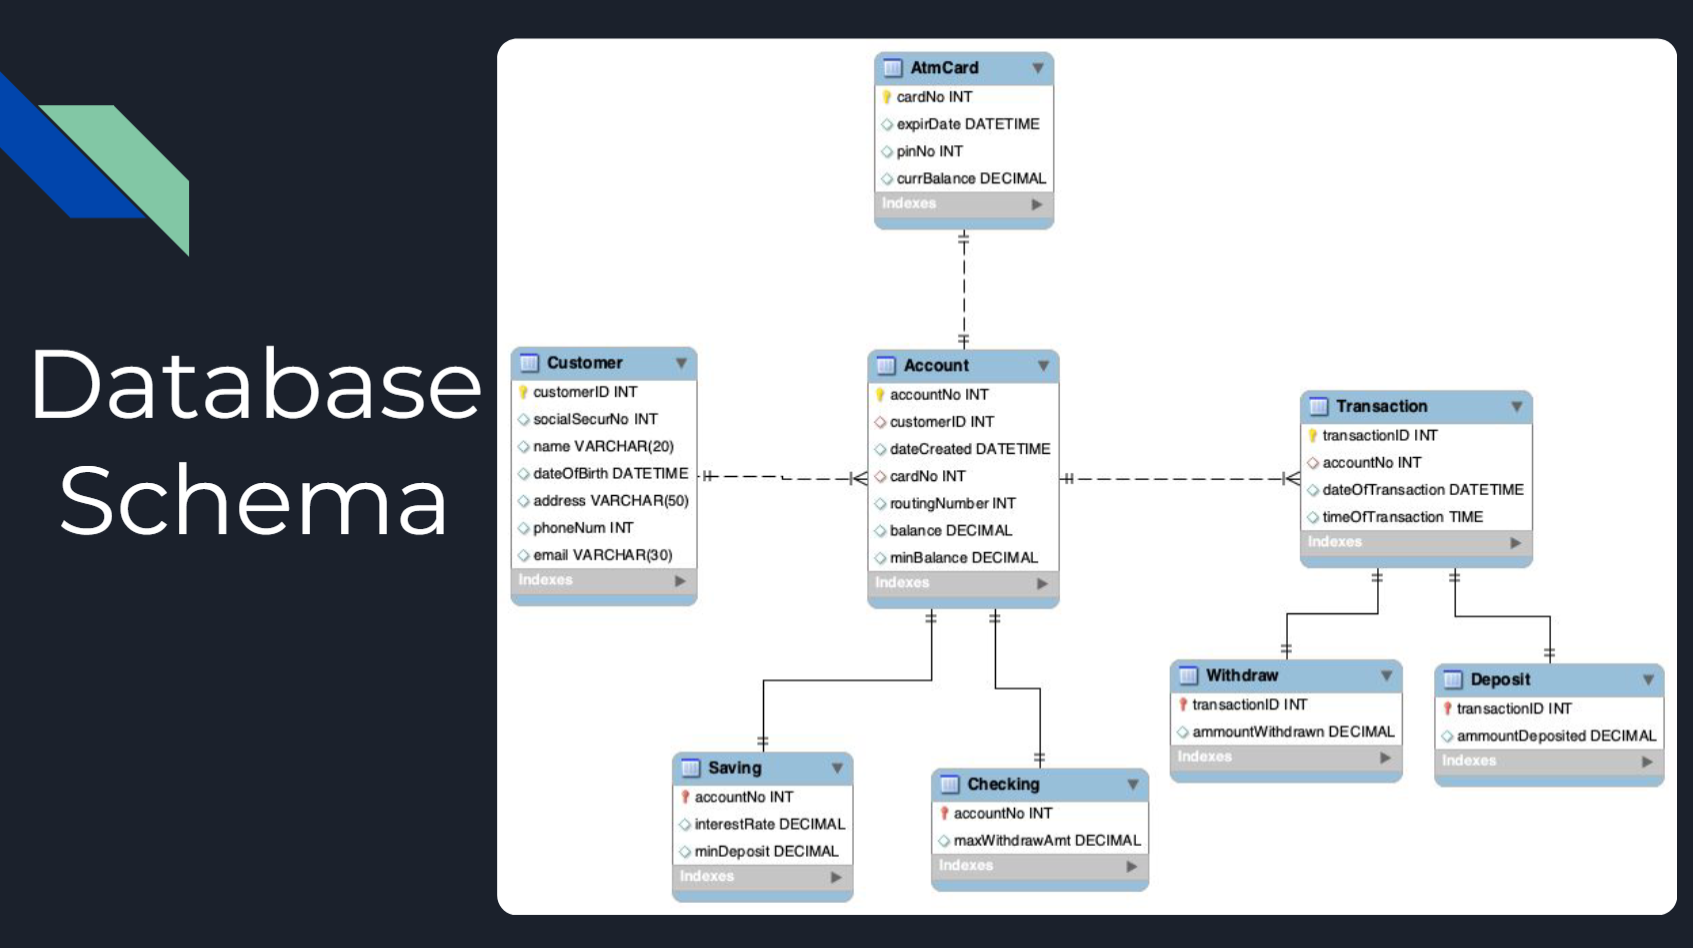 Database
Schema
AtmCard
cardNo INT
expirDate DATETIME
pinNo INT
currBalance DECIMAL
Indexes
Customer
customerID INT
socialSecurNo INT
name VARCHAR(20)
dateOfBirth DATETIME
address VARCHAR(50)
phoneNum INT
email VARCHAR(30)
Indexes
Account
accountNo INT
customerID INT
dateCreated DATETIME
cardNo INT
routingNumber INT
balance DECIMAL
minBalance DECIMAL
Indexes
Transaction
transactionID INT
accountNo INT
dateOfTransaction DATETIME
timeOfTransaction TIME
Indexes
Withdraw
transactionID INT
ammountWithdrawn DECIMAL
Indexes
Deposit
transactionID INT
ammountDeposited DECIMAL
Indexes
Saving
accountNo INT
interestRate DECIMAL
minDeposit DECIMAL
Indexes
Checking
accountNo INT
maxWithdrawAmt DECIMAL
Indexes